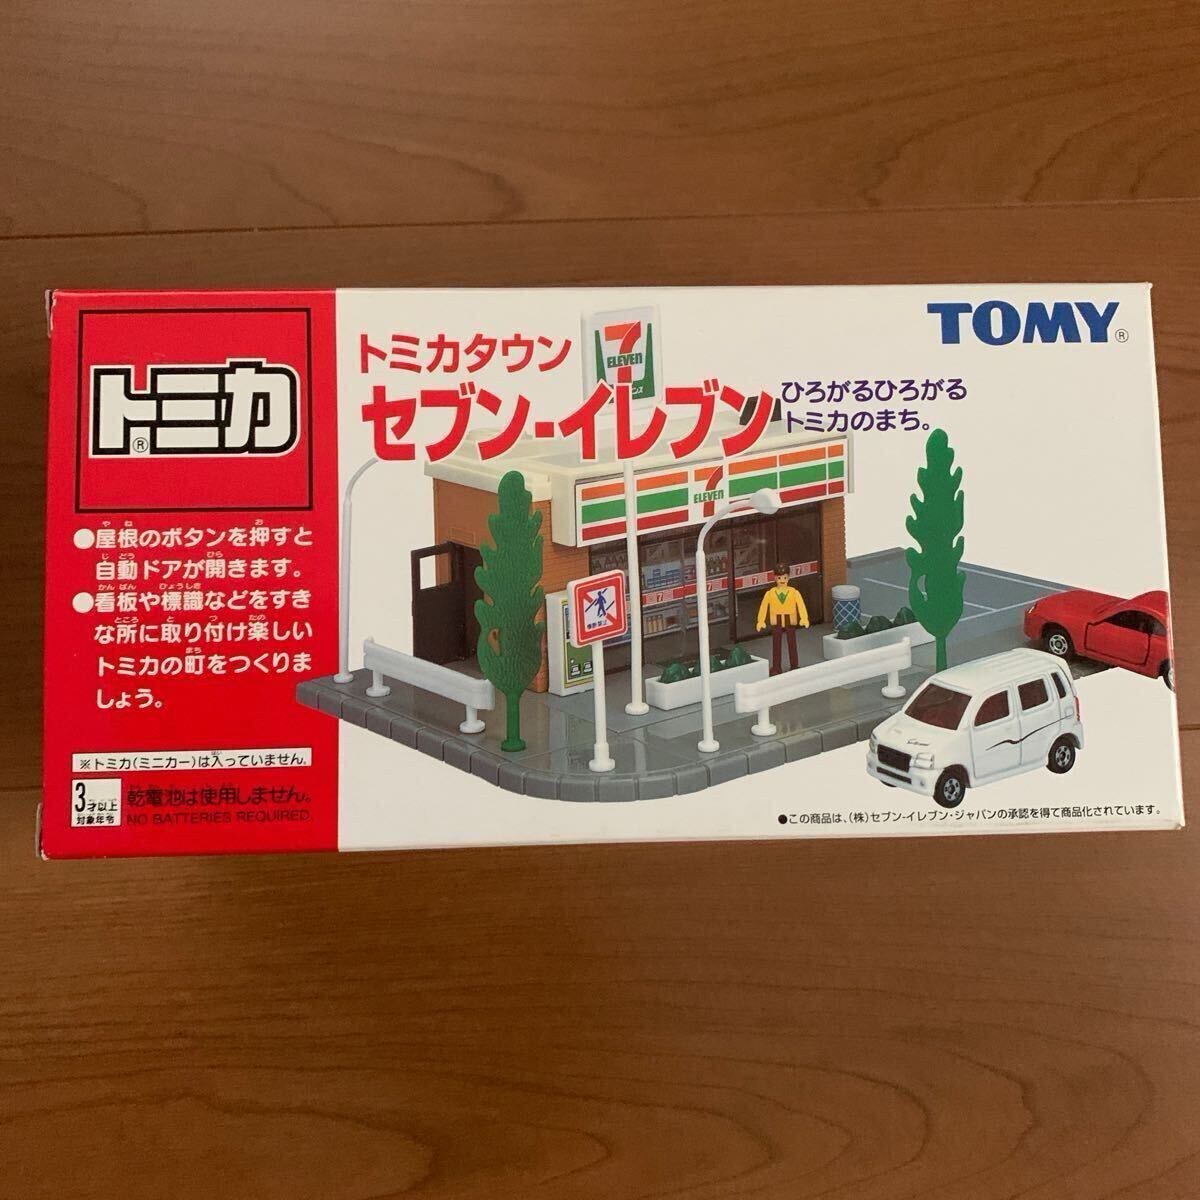 トミカ®
トミカタウン
セブン-イレブン
ひろがるひろがる
トミカのまち。
TOMY®
●屋根のボタンを押すと
自動ドアが開きます。
●看板や標識などをすき
な所に取り付け楽しい
トミカの町をつくりま
しょう。
※トミカ(ミニカー)は入っていません。
3才以上
対象年令
乾電池は使用しません。
NO BATTERIES REQUIRED.
7
ELEVEn
7
ELEVEn
横断禁止
●この商品は、(株)セブン-イレブン・ジャパンの承認を得て商品化されています。